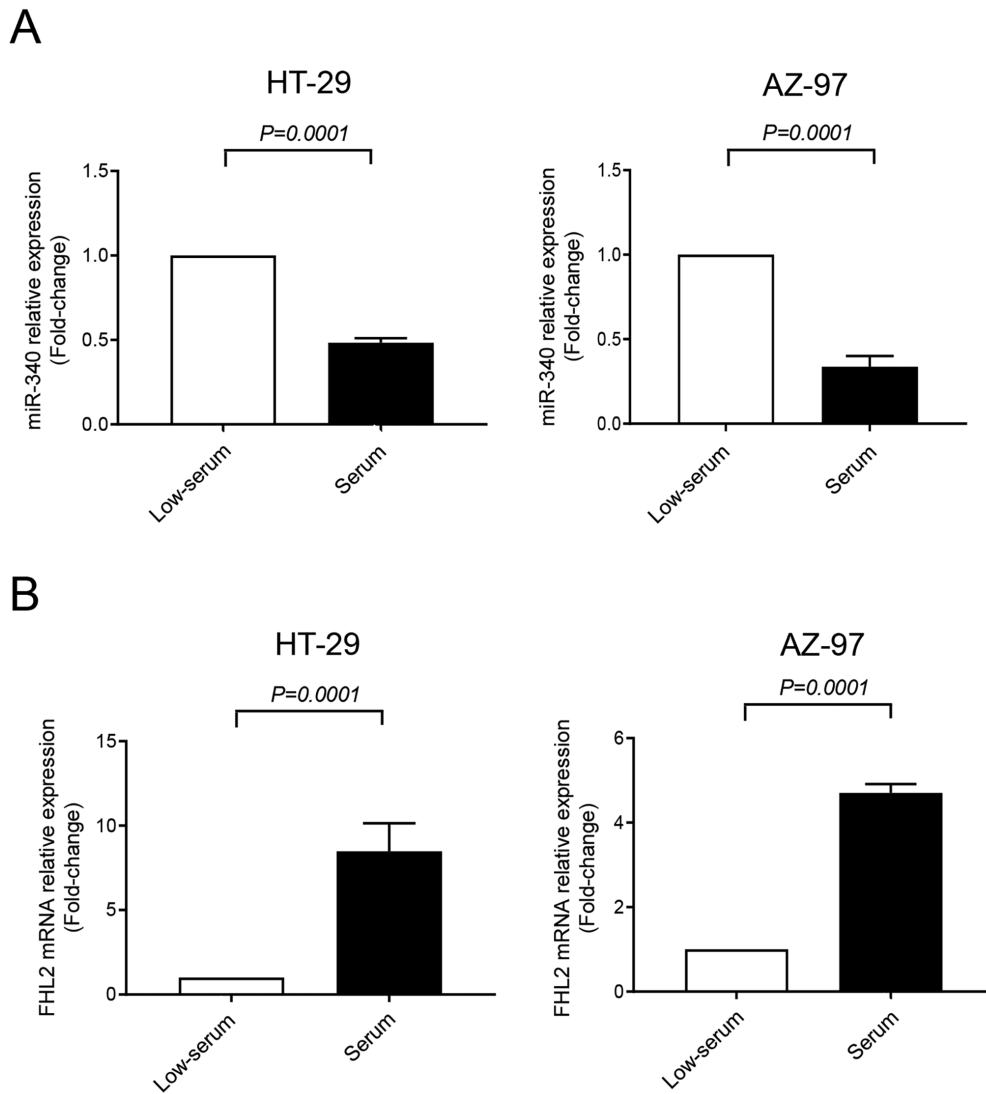 A
HT-29
P=0.0001
miR-340 relative expression
(Fold-change)
1.5
1.0
0.5
0.0
Low-serum
Serum
AZ-97
P=0.0001
miR-340 relative expression
(Fold-change)
1.5
1.0
0.5
0.0
Low-serum
Serum
B
HT-29
P=0.0001
FHL2 mRNA relative expression
(Fold-change)
15
10
5
0
Low-serum
Serum
AZ-97
P=0.0001
FHL2 mRNA relative expression
(Fold-change)
6
4
2
0
Low-serum
Serum